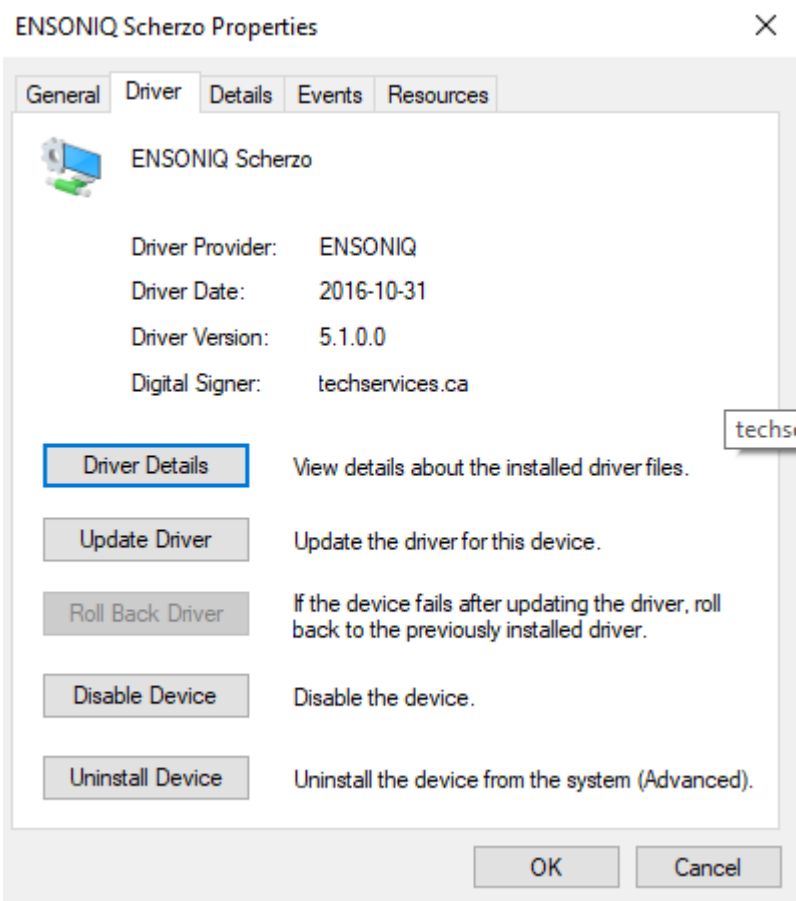 ENSONIQ Scherzo Properties
General Driver Details Events Resources
ENSONIQ Scherzo
Driver Provider: ENSONIQ
Driver Date: 2016-10-31
Driver Version: 5.1.0.0
Digital Signer: techservices.ca
techse
Driver Details View details about the installed driver files.
Update Driver Update the driver for this device.
Roll Back Driver If the device fails after updating the driver, roll
back to the previously installed driver.
Disable Device Disable the device.
Uninstall Device Uninstall the device from the system (Advanced).
OK Cancel